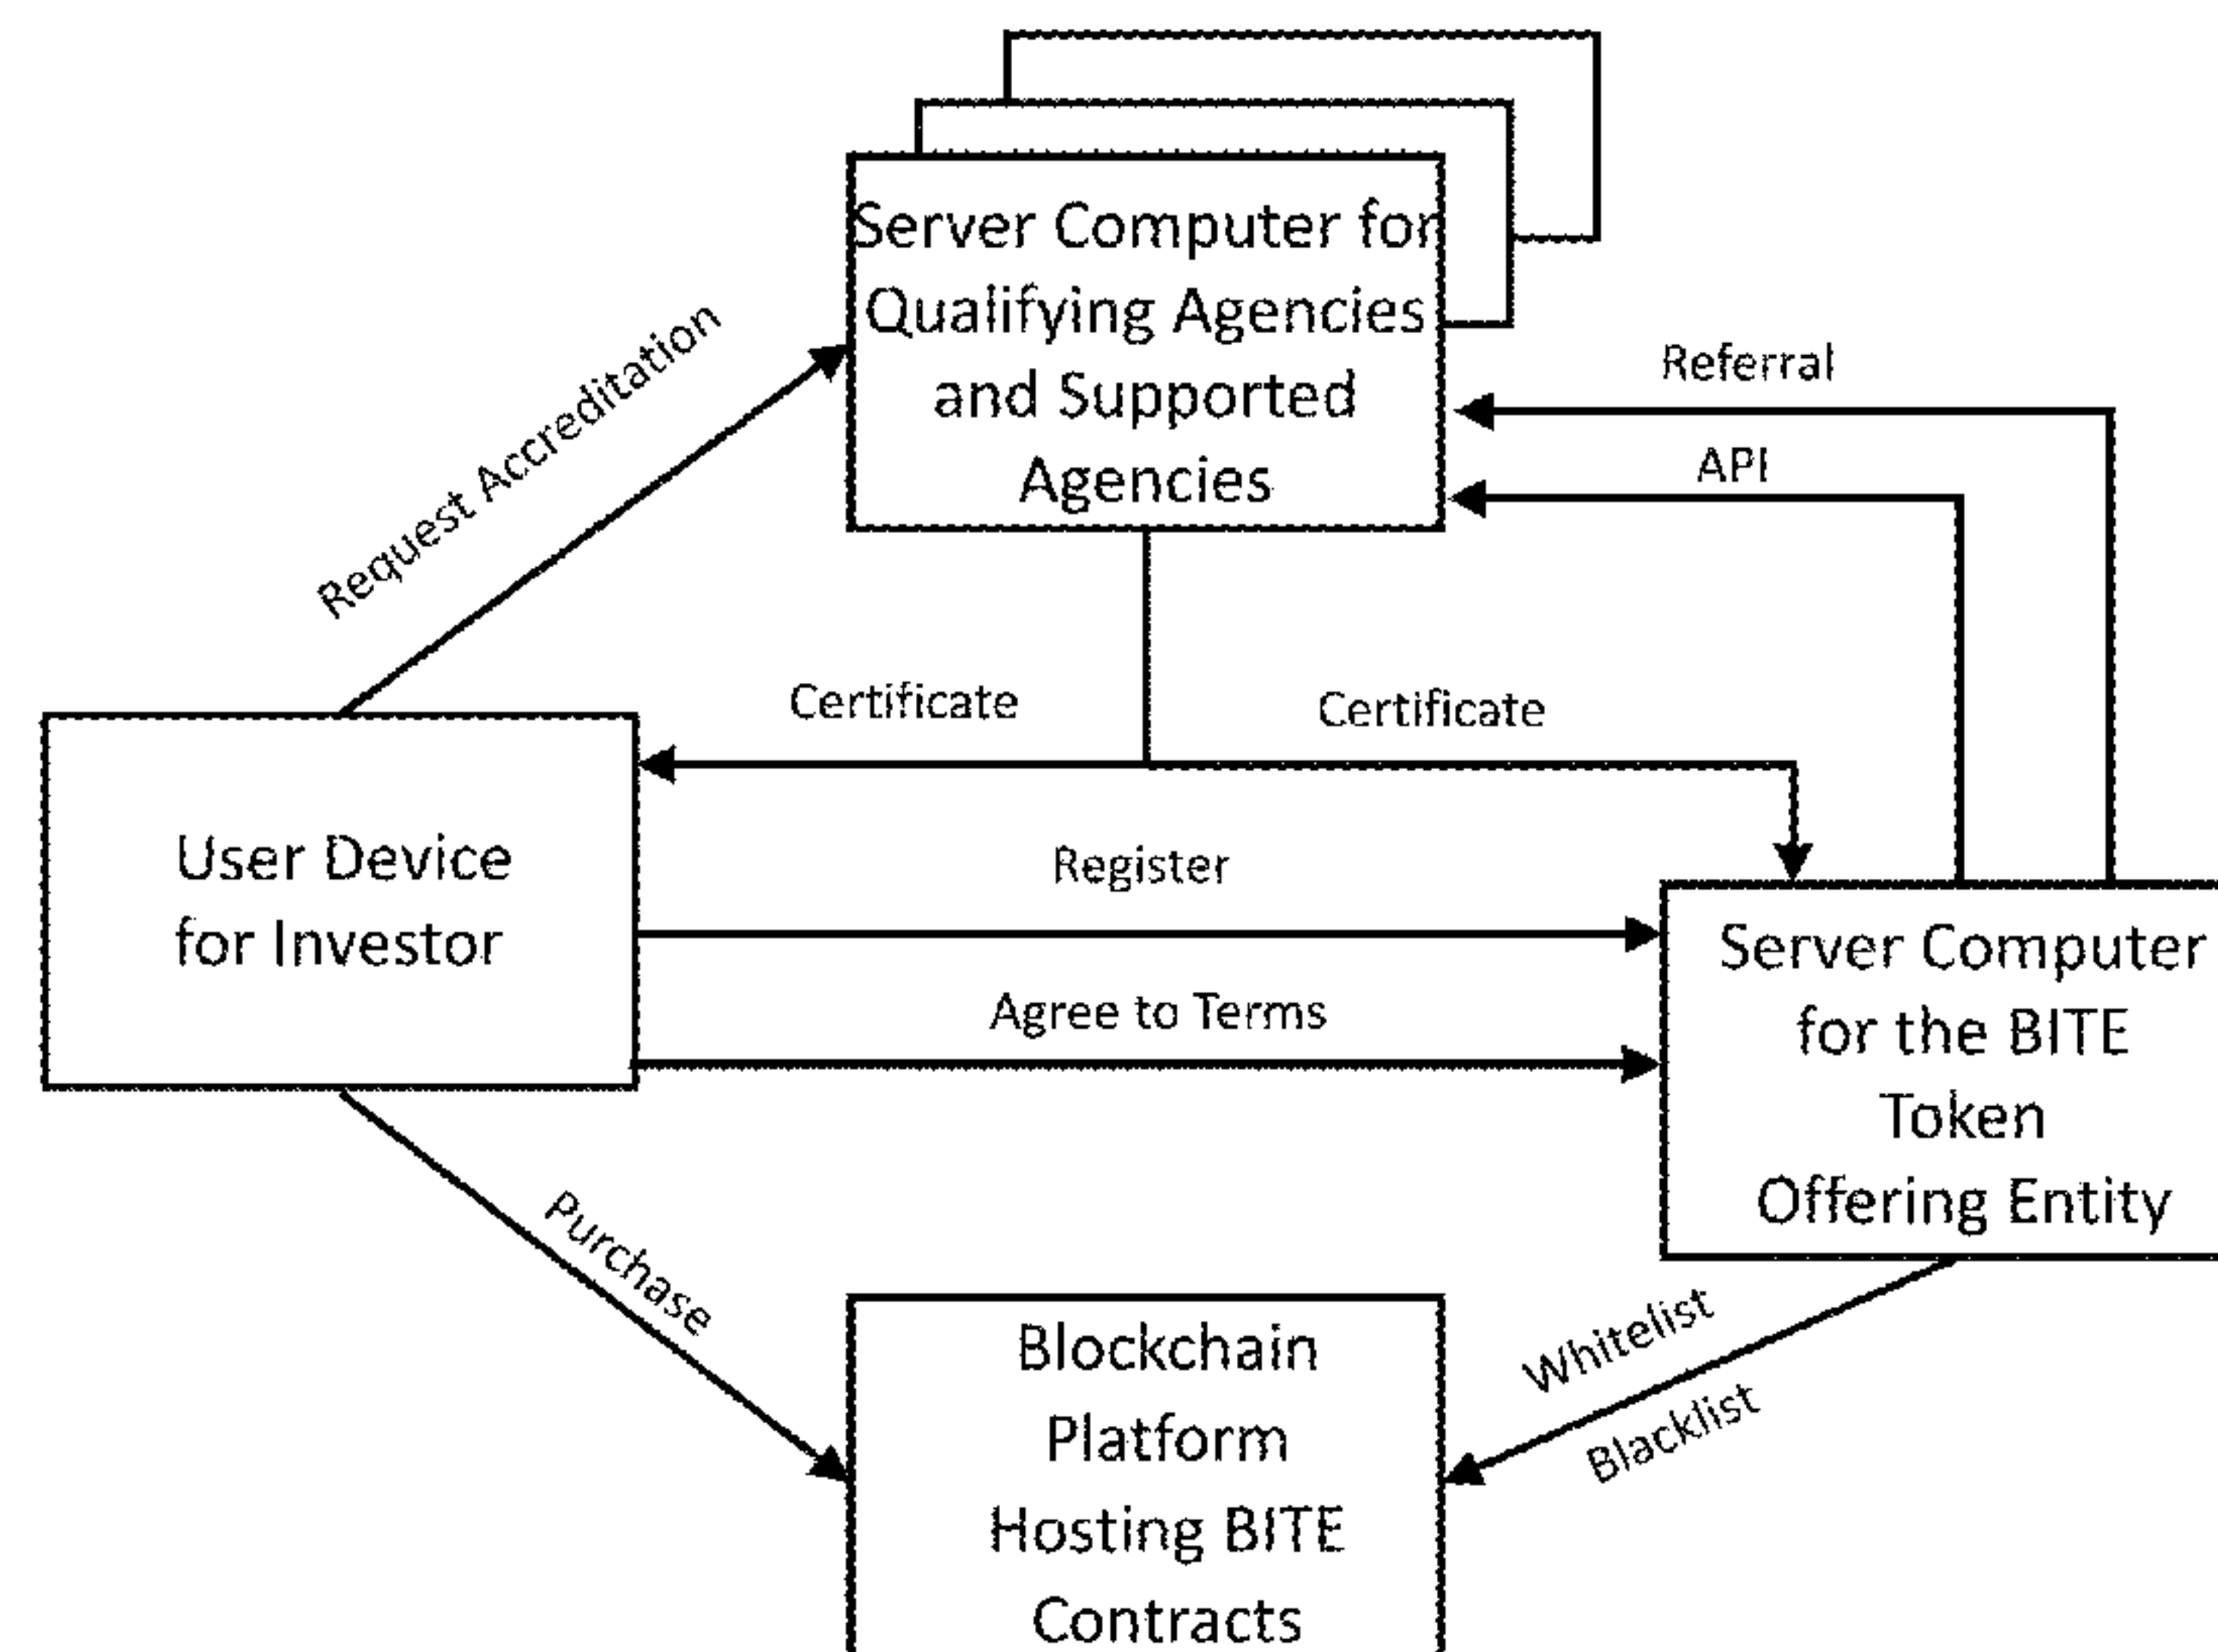 Server Computer for
Qualifying Agencies
and Supported
Agencies
Request Accreditation
Referral
API
Certificate
Certificate
User Device
for Investor
Register
Agree to Terms
Server Computer
for the BITE
Token
Offering Entity
Purchase
Whitelist
Blacklist
Blockchain
Platform
Hosting BITE
Contracts